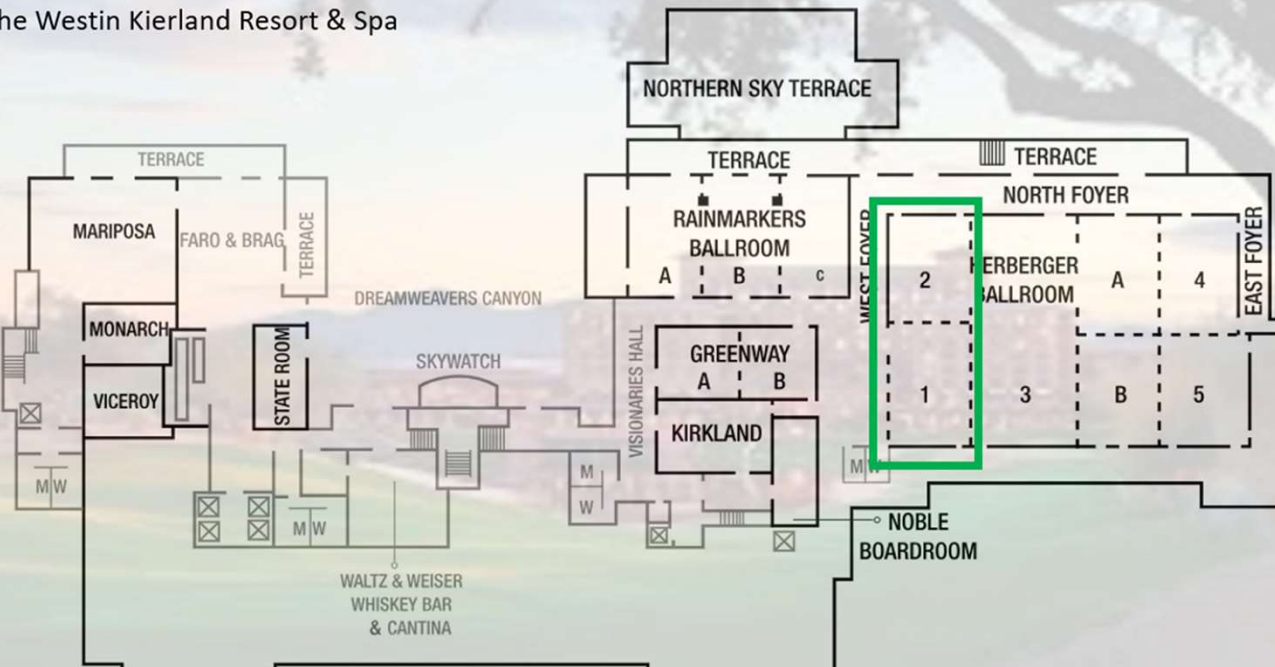 he Westin Kierland Resort & Spa
NORTHERN SKY TERRACE
TERRACE
TERRACE
TERRACE
NORTH FOYER
MARIPOSA
FARO & BRAG
TERRACE
RAINMARKERS
BALLROOM
A
B
c
WEST FOYER
2
HERBERGER
BALLROOM
A
4
EAST FOYER
DREAMWEAVERS CANYON
MONARCH
STATE ROOM
SKYWATCH
VISIONARIES HALL
GREENWAY
A
B
VICEROY
1
3
B
5
KIRKLAND
M W
M
W
M W
M W
NOBLE
BOARDROOM
WALTZ & WEISER
WHISKEY BAR
& CANTINA